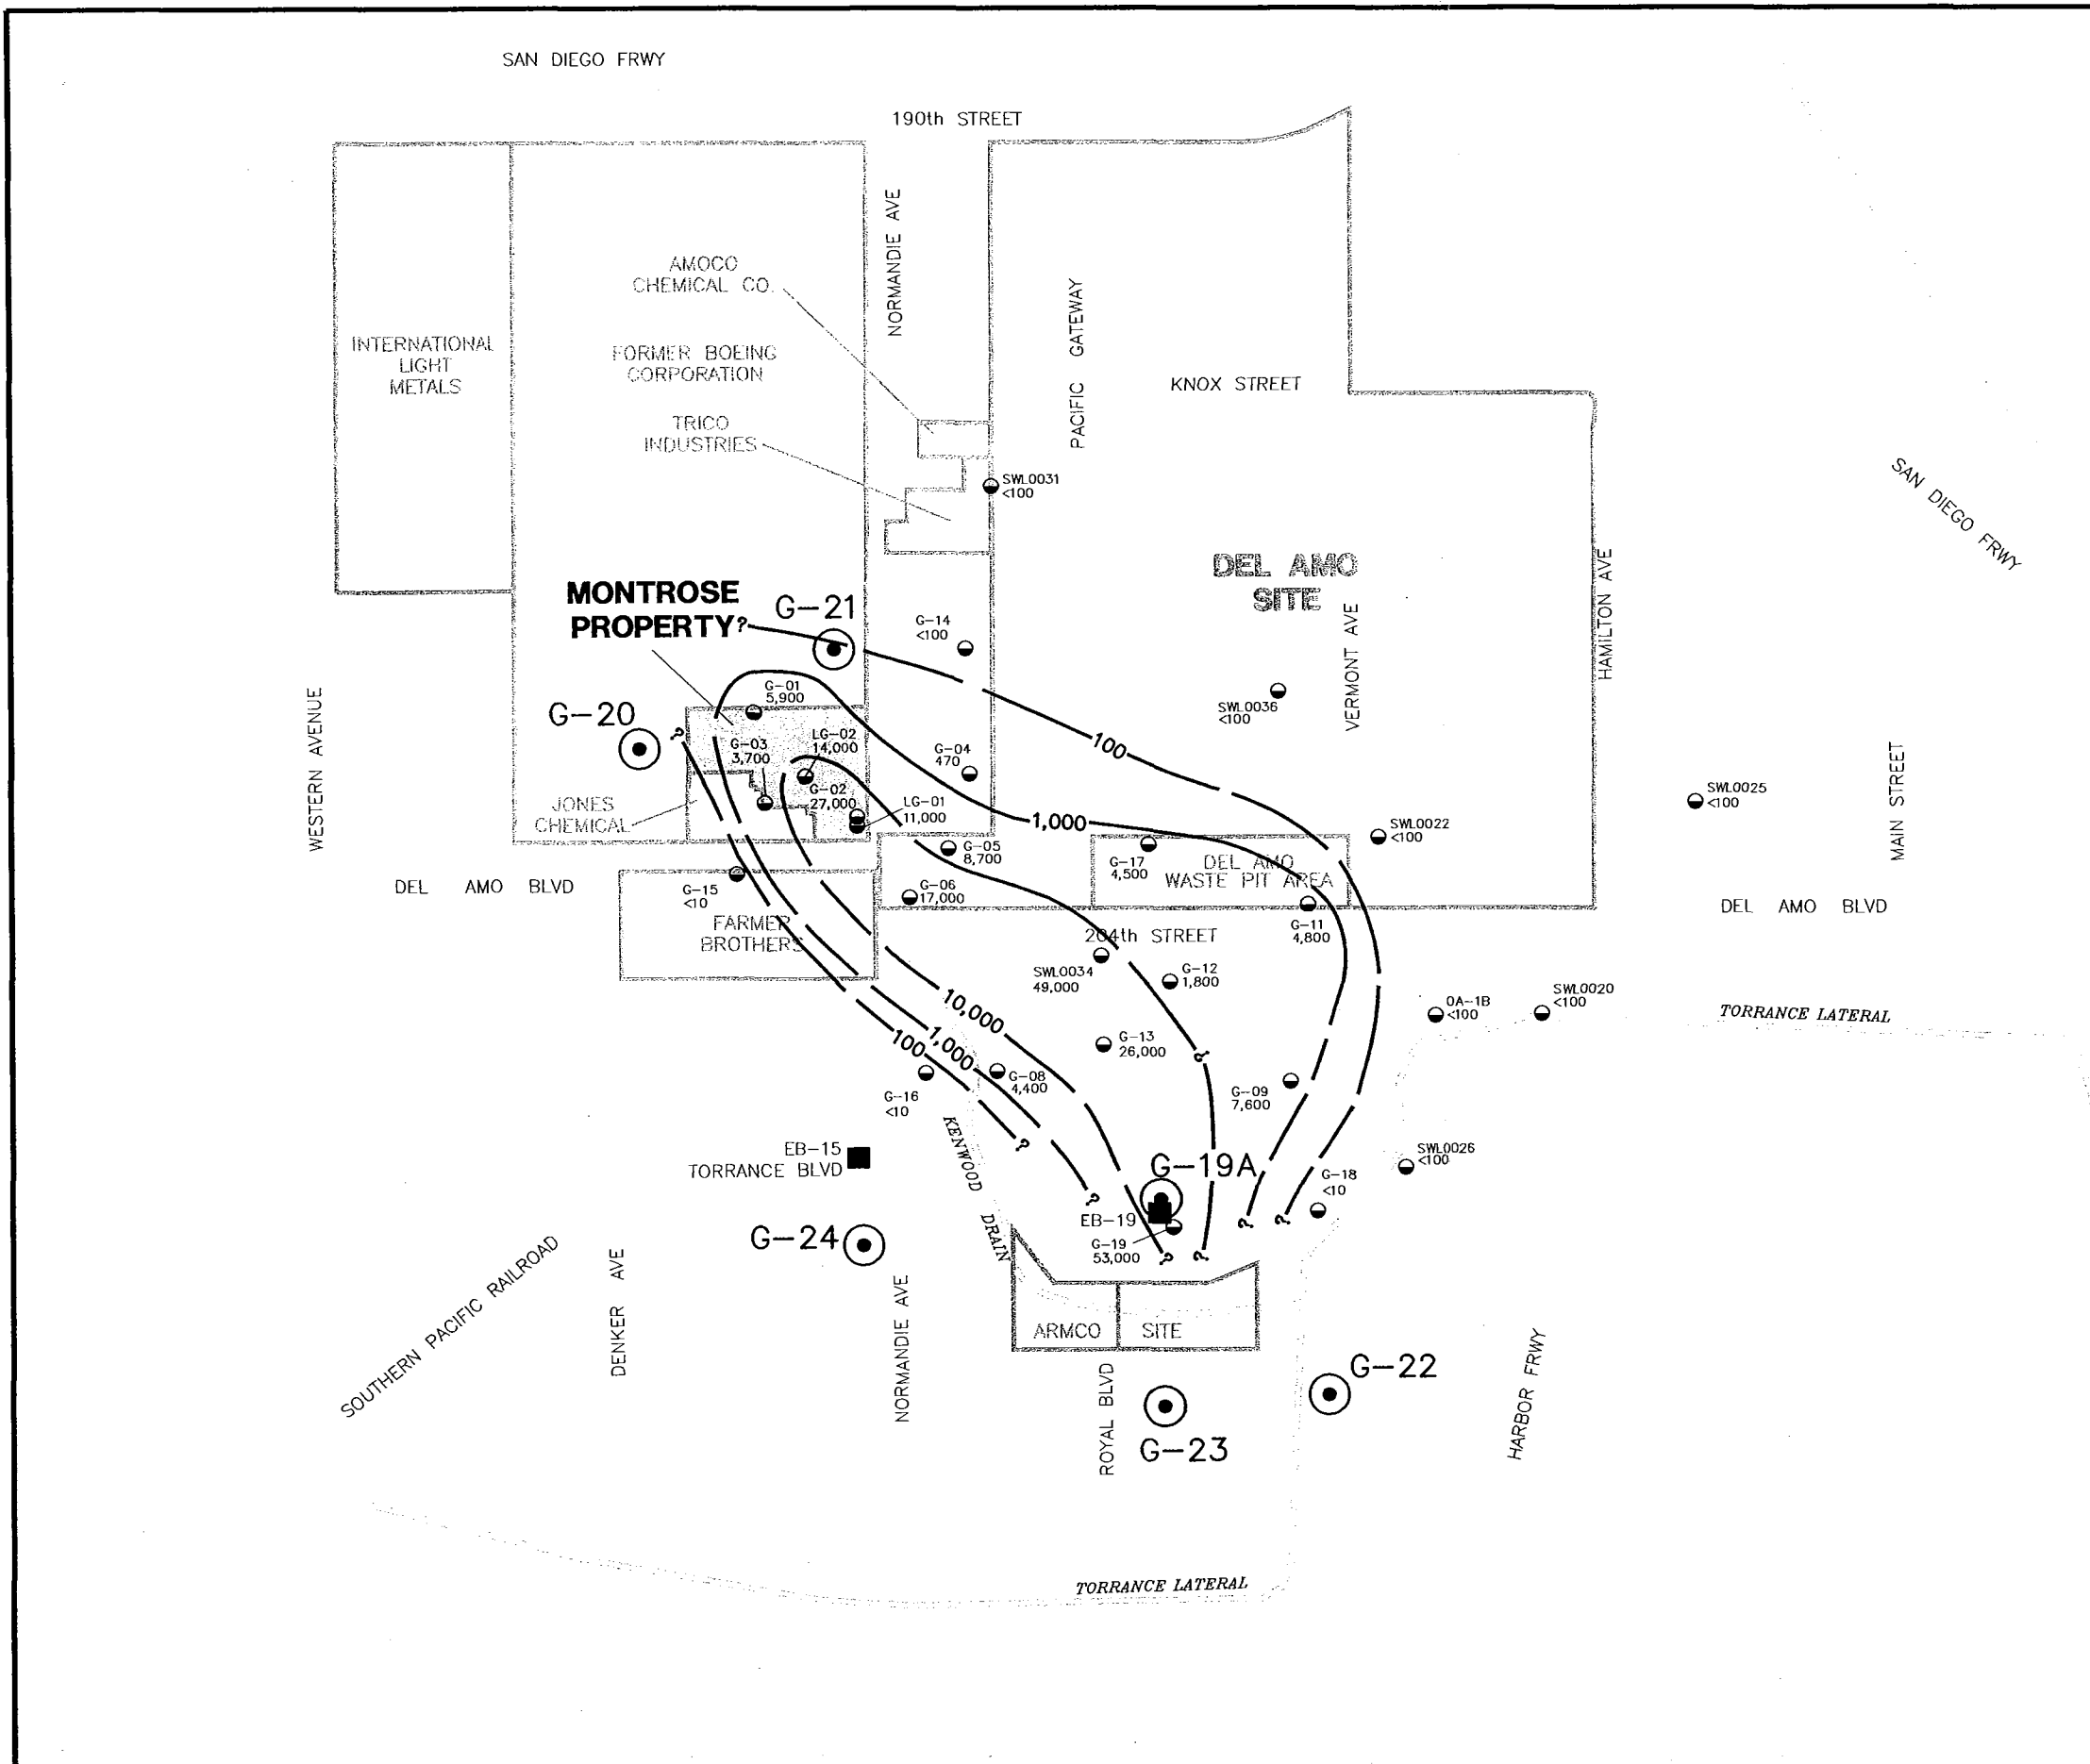 SAN DIEGO FRWY
190th STREET
NORMANDIE AVE
AMOCO
CHEMICAL CO.
PACIFIC GATEWAY
INTERNATIONAL
LIGHT
METALS
FORMER BOEING
CORPORATION
KNOX STREET
TRICO
INDUSTRIES
SWL0031
<100
SAN DIEGO FRWY
DEL AMO
SITE
HAMILTON AVE
MONTROSE
PROPERTY
?
G-21
G-14
<100
VERMONT AVE
WESTERN AVENUE
G-01
5,900
G-20
?
SWL0036
<100
G-03
3,700
LG-02
14,000
G-04
470
100
MAIN STREET
G-02
27,000
LG-01
11,000
JONES
CHEMICAL
1,000
SWL0025
<100
SWL0022
<100
G-05
8,700
G-17
4,500
DEL AMO
WASTE PIT AREA
DEL AMO BLVD
G-15
<10
G-06
17,000
DEL AMO BLVD
FARMER
BROTHERS
204th STREET
G-11
4,800
SWL0034
49,000
G-12
1,800
10,000
0A-1B
<100
SWL0020
<100
TORRANCE LATERAL
1,000
100
G-13
26,000
?
G-08
4,400
G-16
<10
G-09
7,600
KENWOOD DRAIN
?
EB-15
TORRANCE BLVD
G-19A
SWL0026
<100
G-18
<10
?
EB-19
?
?
G-24
G-19
53,000
?
?
SOUTHERN PACIFIC RAILROAD
DENKER AVE
NORMANDIE AVE
ARMCO SITE
ROYAL BLVD
G-22
HARBOR FRWY
G-23
TORRANCE LATERAL